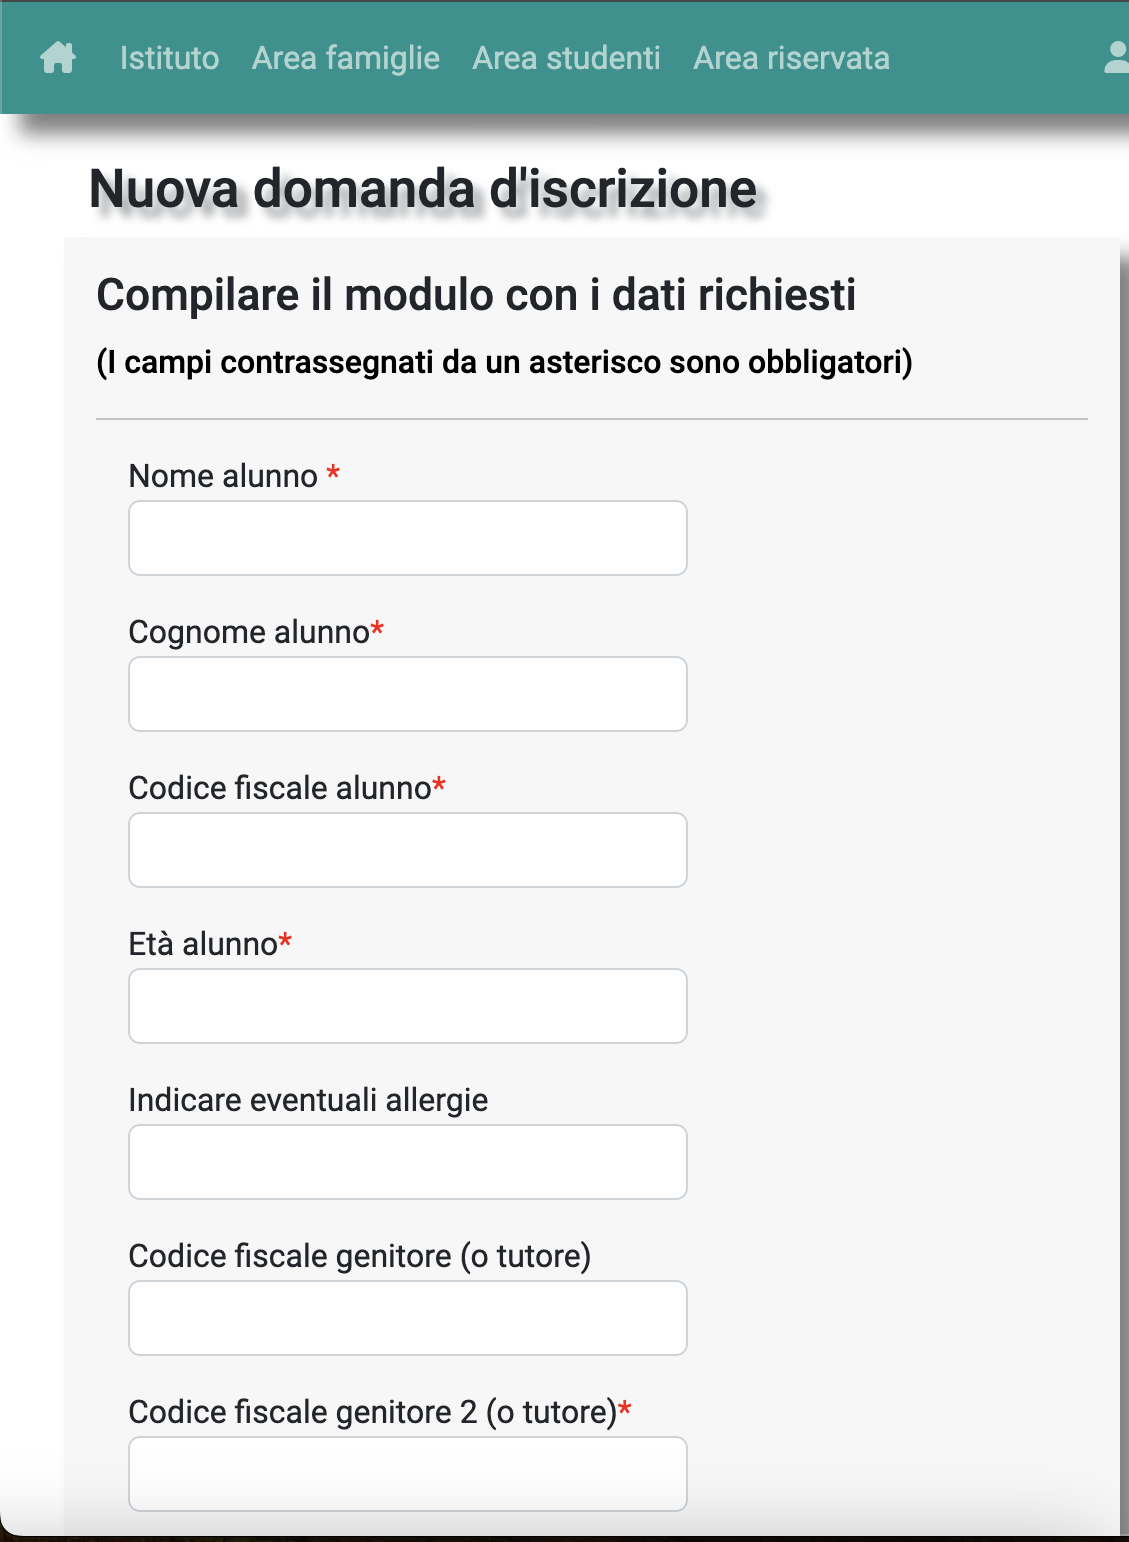 Istituto Area famiglie Area studenti Area riservata
Nuova domanda d'iscrizione
Compilare il modulo con i dati richiesti
(I campi contrassegnati da un asterisco sono obbligatori)
Nome alunno *
Cognome alunno*
Codice fiscale alunno*
Età alunno*
Indicare eventuali allergie
Codice fiscale genitore (o tutore)
Codice fiscale genitore 2 (o tutore)*